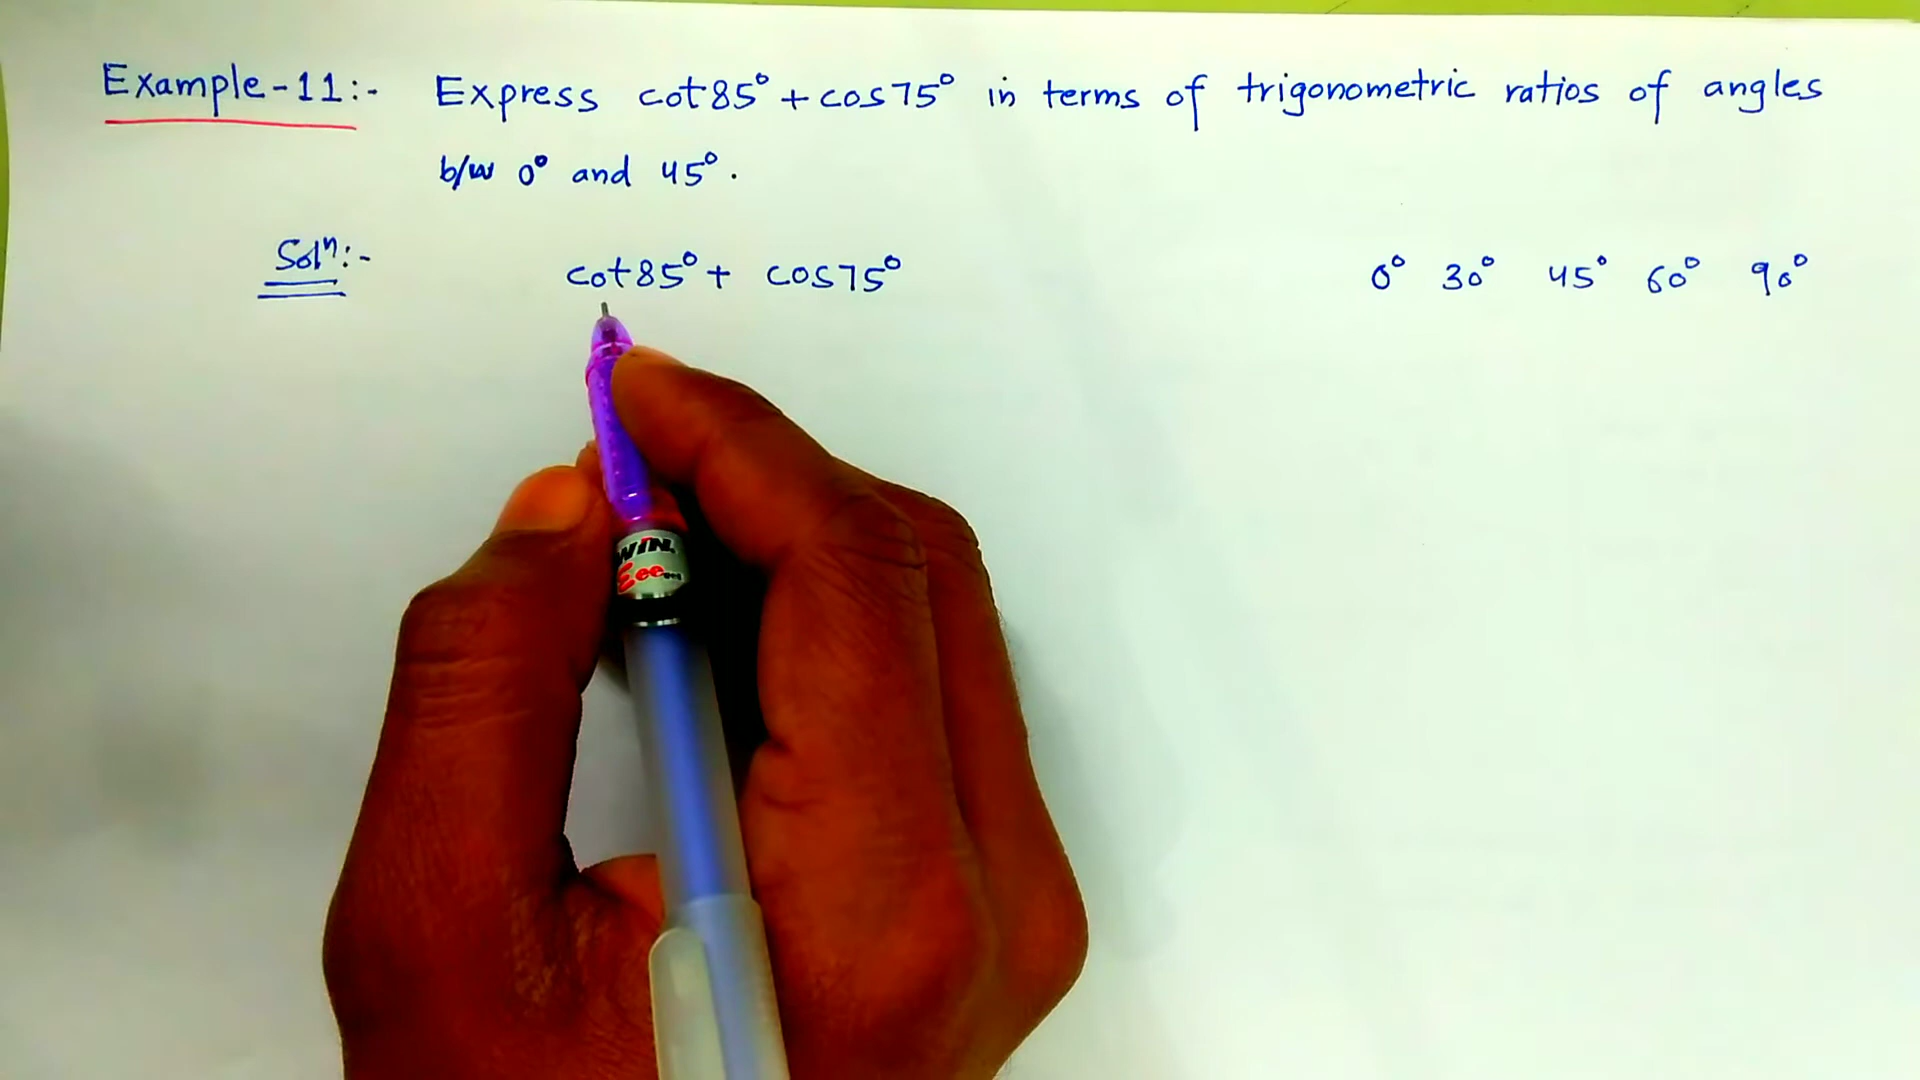 Example-11:- Express cot85° + cos75° in terms of trigonometric ratios of angles
b/w 0° and 45°.
Solⁿ:- cot85° + cos75° 0° 30° 45° 60° 90°
WIN